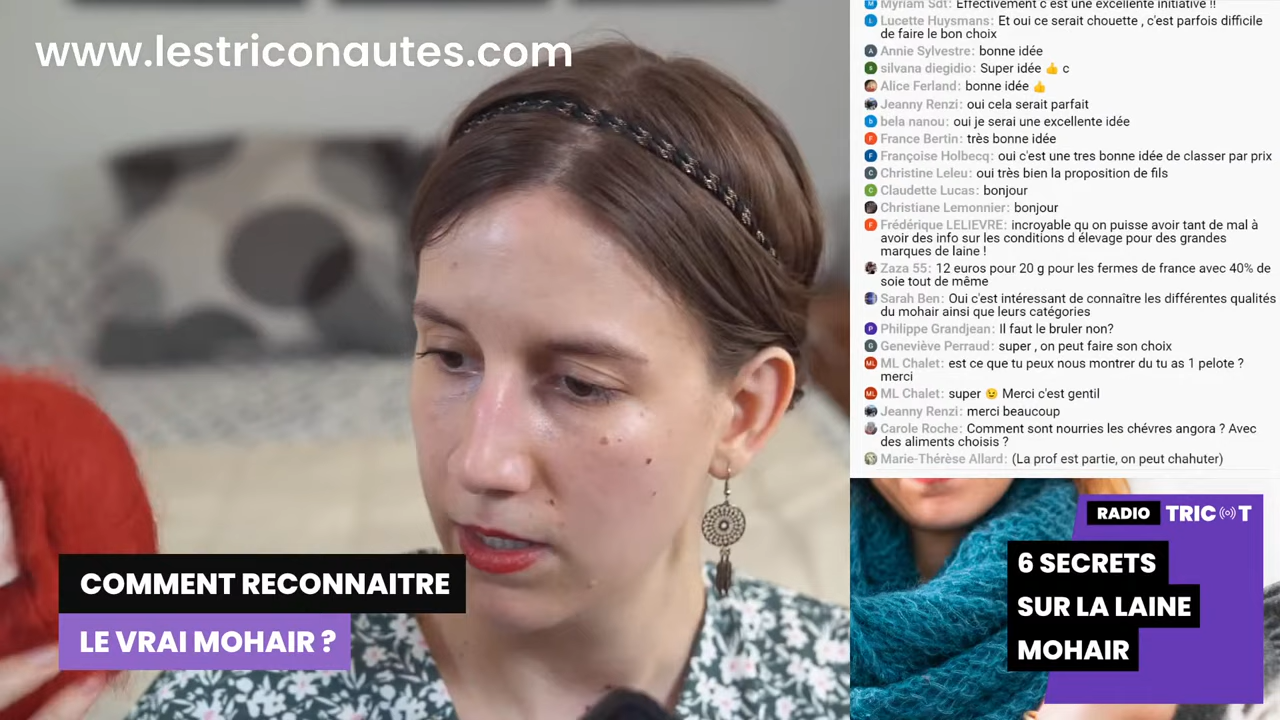 www.lestriconautes.com
COMMENT RECONNAITRE
LE VRAI MOHAIR ?
Myriam Sdt: Effectivement c est une excellente initiative !!
Lucette Huysmans: Et oui ce serait chouette , c'est parfois difficile
de faire le bon choix
Annie Sylvestre: bonne idée
silvana diegidio: Super idée 👍 c
Alice Ferland: bonne idée 👍
Jeanny Renzi: oui cela serait parfait
bela nanou: oui je serai une excellente idée
France Bertin: très bonne idée
Françoise Holbecq: oui c'est une tres bonne idée de classer par prix
Christine Leleu: oui très bien la proposition de fils
Claudette Lucas: bonjour
Christiane Lemonnier: bonjour
Frédérique LELIEVRE: incroyable qu on puisse avoir tant de mal à
avoir des info sur les conditions d élevage pour des grandes
marques de laine !
Zaza 55: 12 euros pour 20 g pour les fermes de france avec 40% de
soie tout de même
Sarah Ben: Oui c'est intéressant de connaître les différentes qualités
du mohair ainsi que leurs catégories
Philippe Grandjean: Il faut le bruler non?
Geneviève Perraud: super , on peut faire son choix
ML Chalet: est ce que tu peux nous montrer du tu as 1 pelote ?
merci
ML Chalet: super 😉 Merci c'est gentil
Jeanny Renzi: merci beaucoup
Carole Roche: Comment sont nourries les chévres angora ? Avec
des aliments choisis ?
Marie-Thérèse Allard: (La prof est partie, on peut chahuter)
RADIO TRICOT
6 SECRETS
SUR LA LAINE
MOHAIR